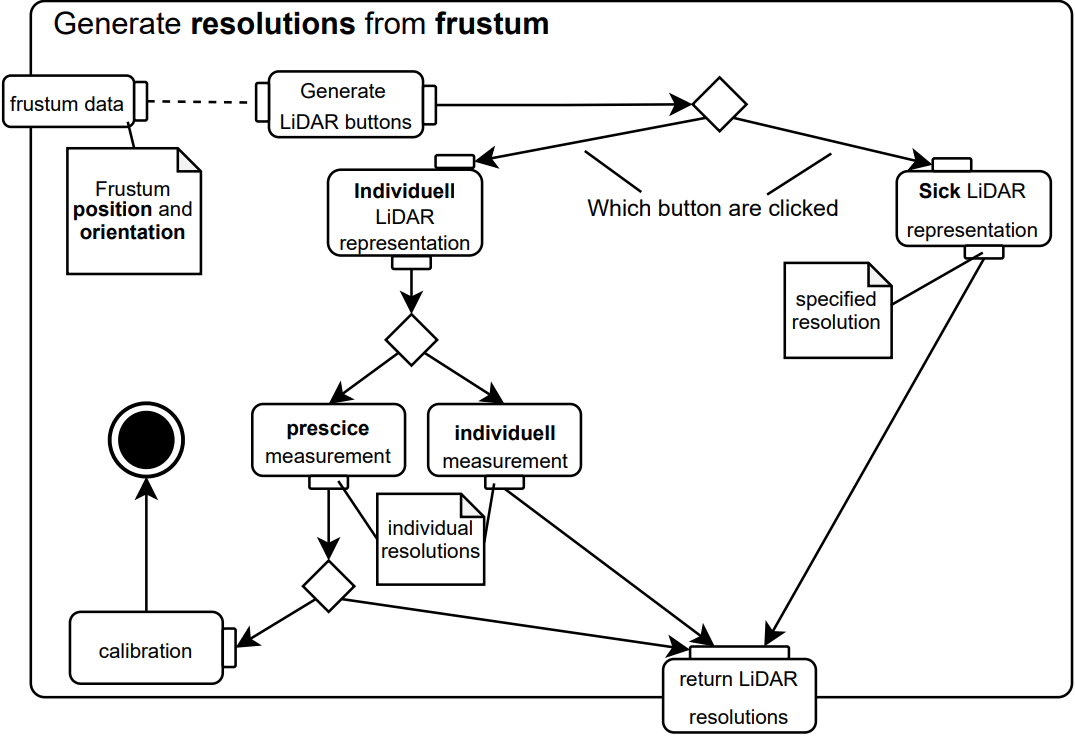 Generate resolutions from frustum
frustum data
Generate
LiDAR buttons
Frustum
position and
orientation
Individuell
LiDAR
representation
Which button are clicked
Sick LiDAR
representation
specified
resolution
prescice
measurement
individuell
measurement
individual
resolutions
calibration
return LiDAR
resolutions